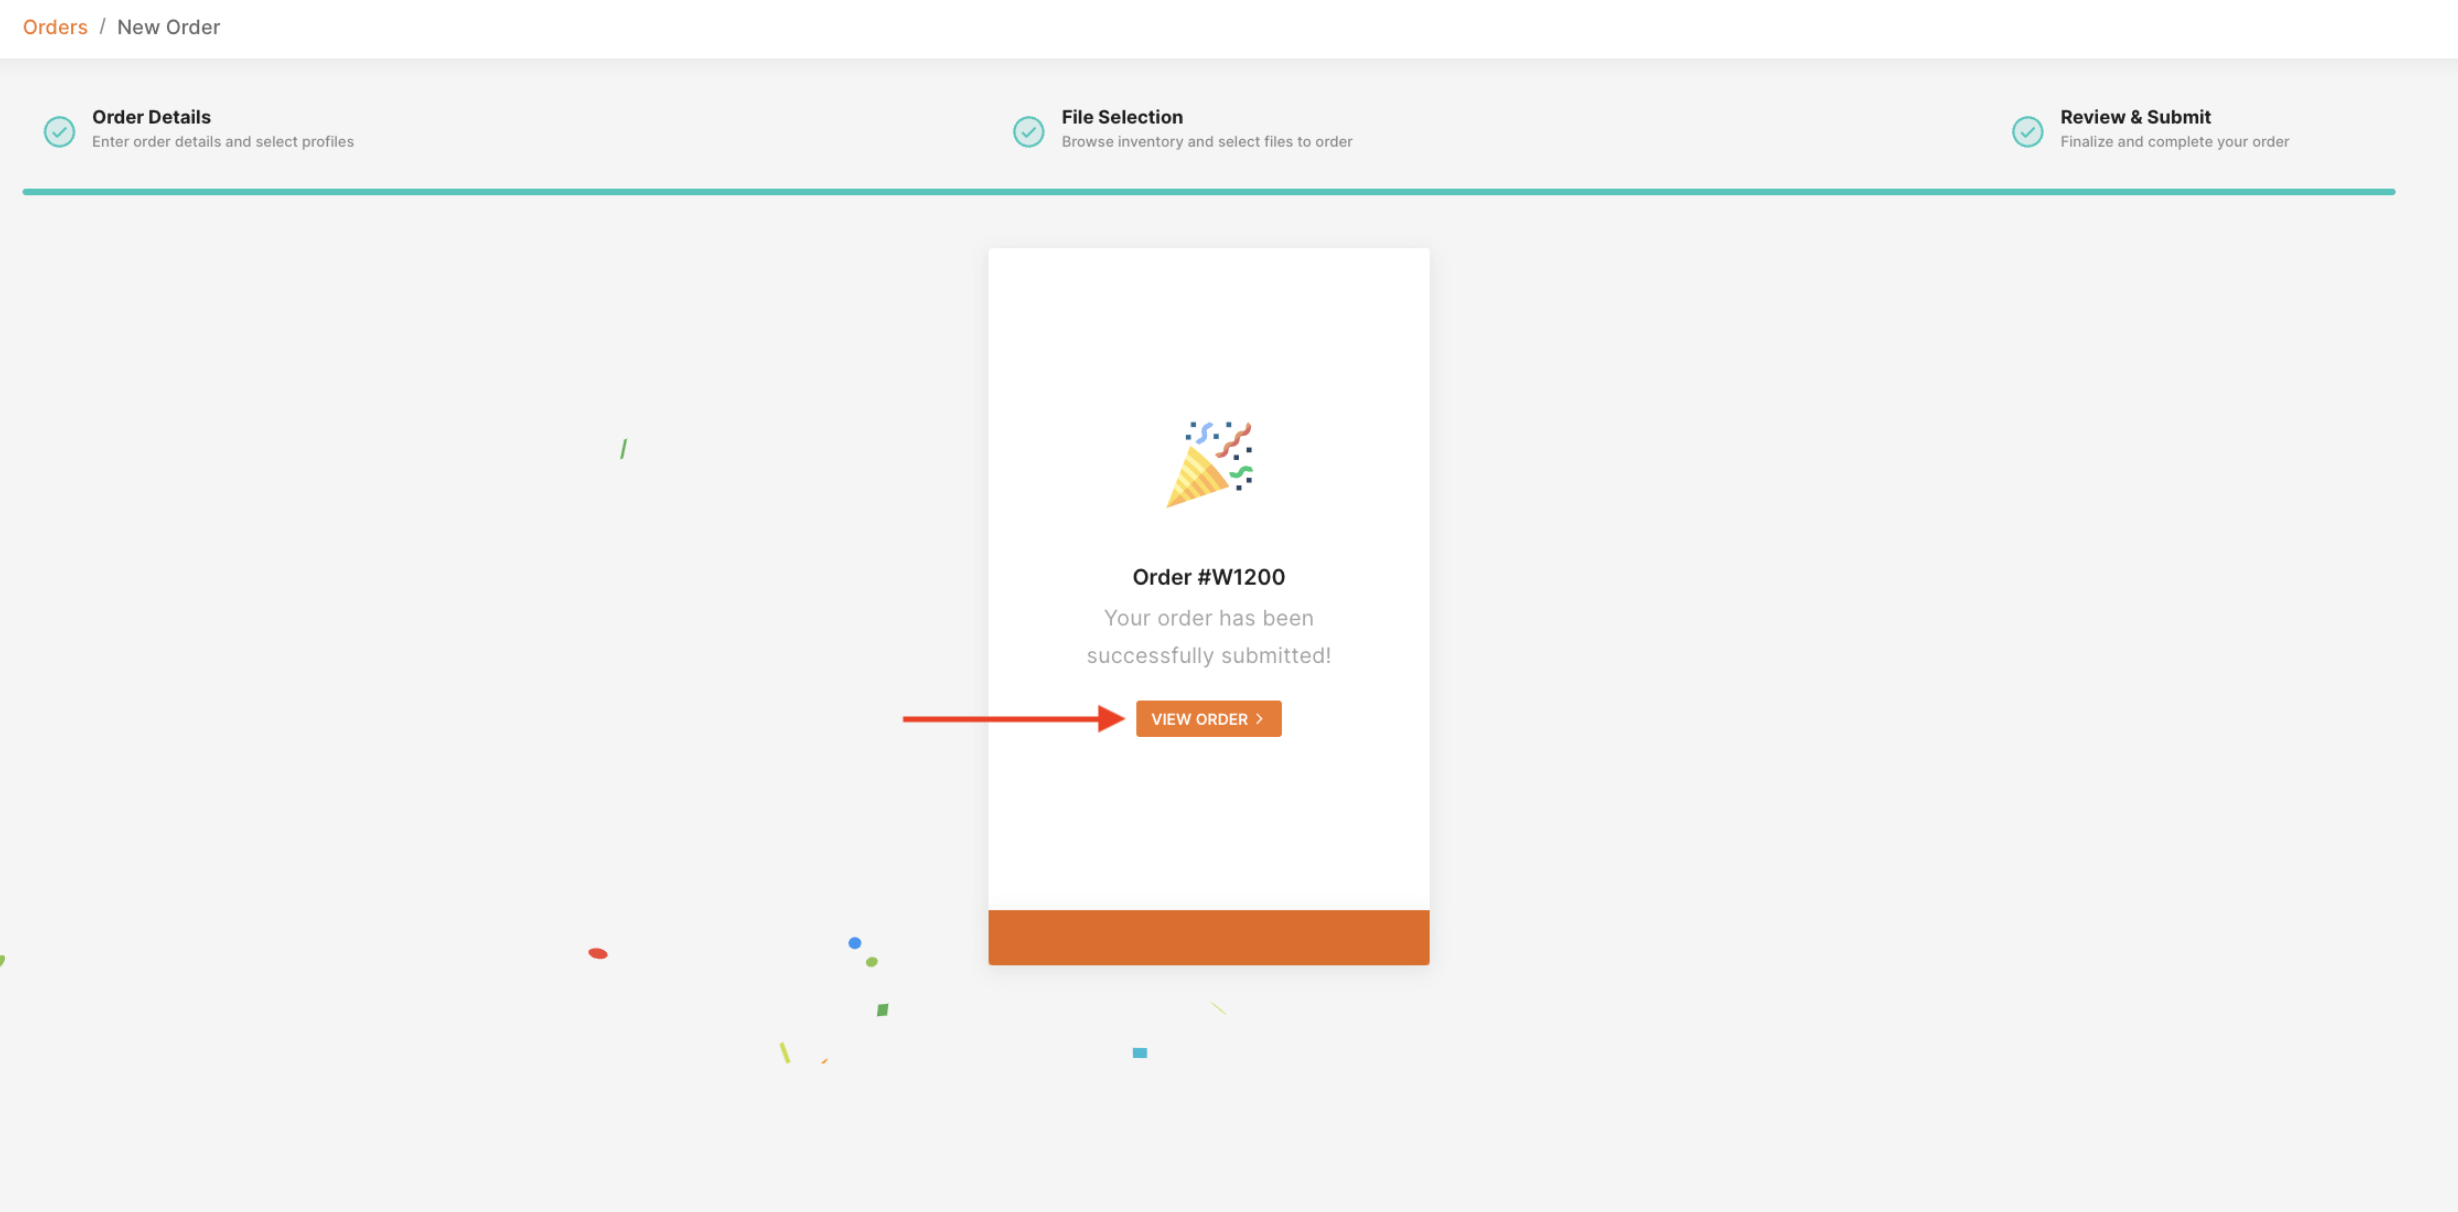 Orders / New Order
Order Details
Enter order details and select profiles
File Selection
Browse inventory and select files to order
Review & Submit
Finalize and complete your order
Order #W1200
Your order has been
successfully submitted!
VIEW ORDER >